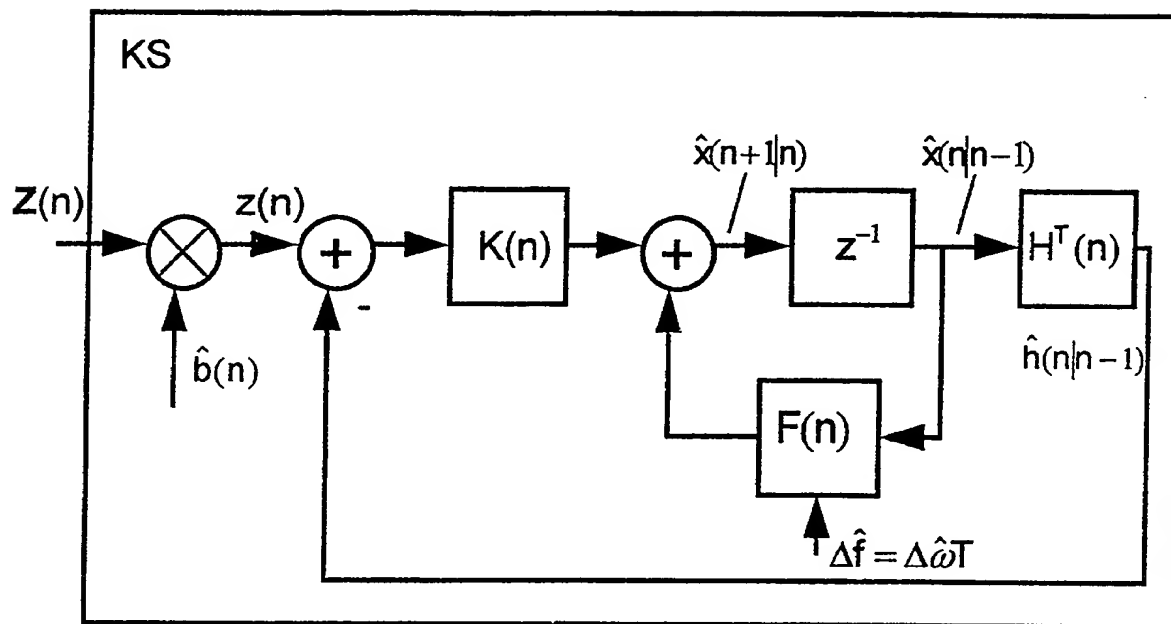 KS
x̂(n+1|n)
x̂(n|n−1)
Z(n)
z(n)
+
K(n)
+
z⁻¹
Hᵀ(n)
-
b̂(n)
ĥ(n|n−1)
F(n)
Δf̂ = Δω̂T